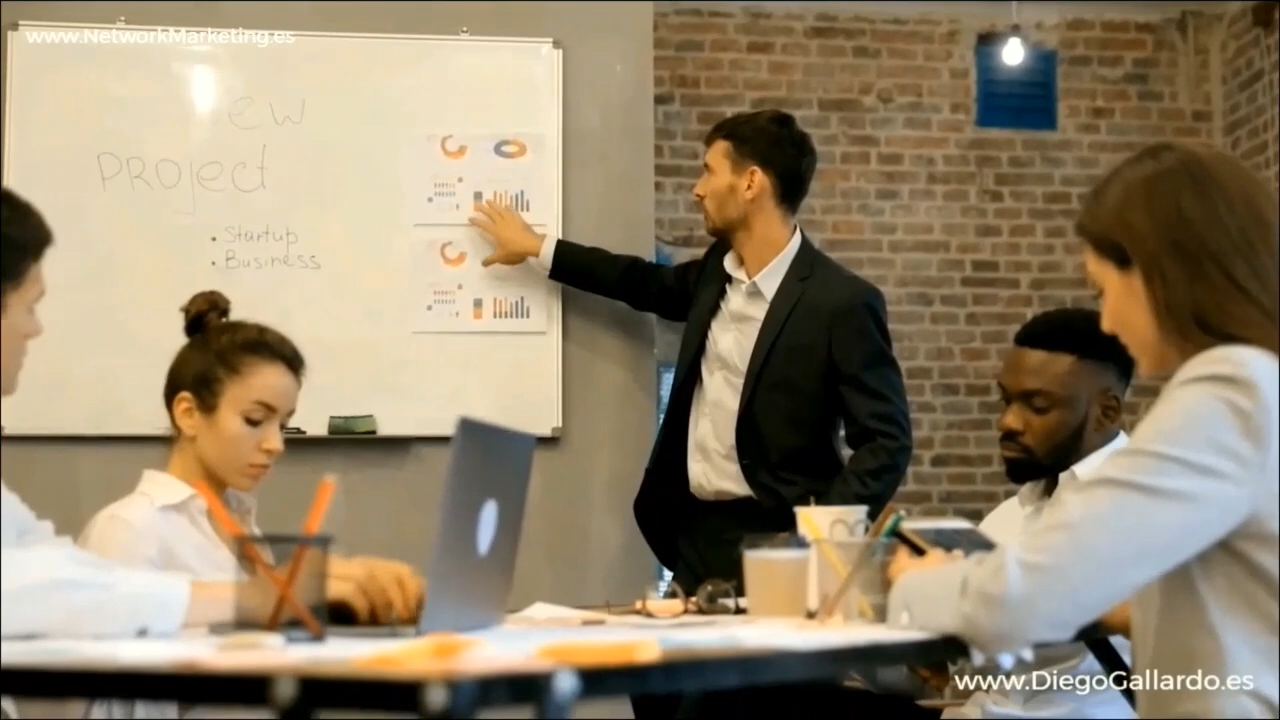 www.NetworkMarketing.es
ew
PROJECT
• Startup
• Business
www.DiegoGallardo.es